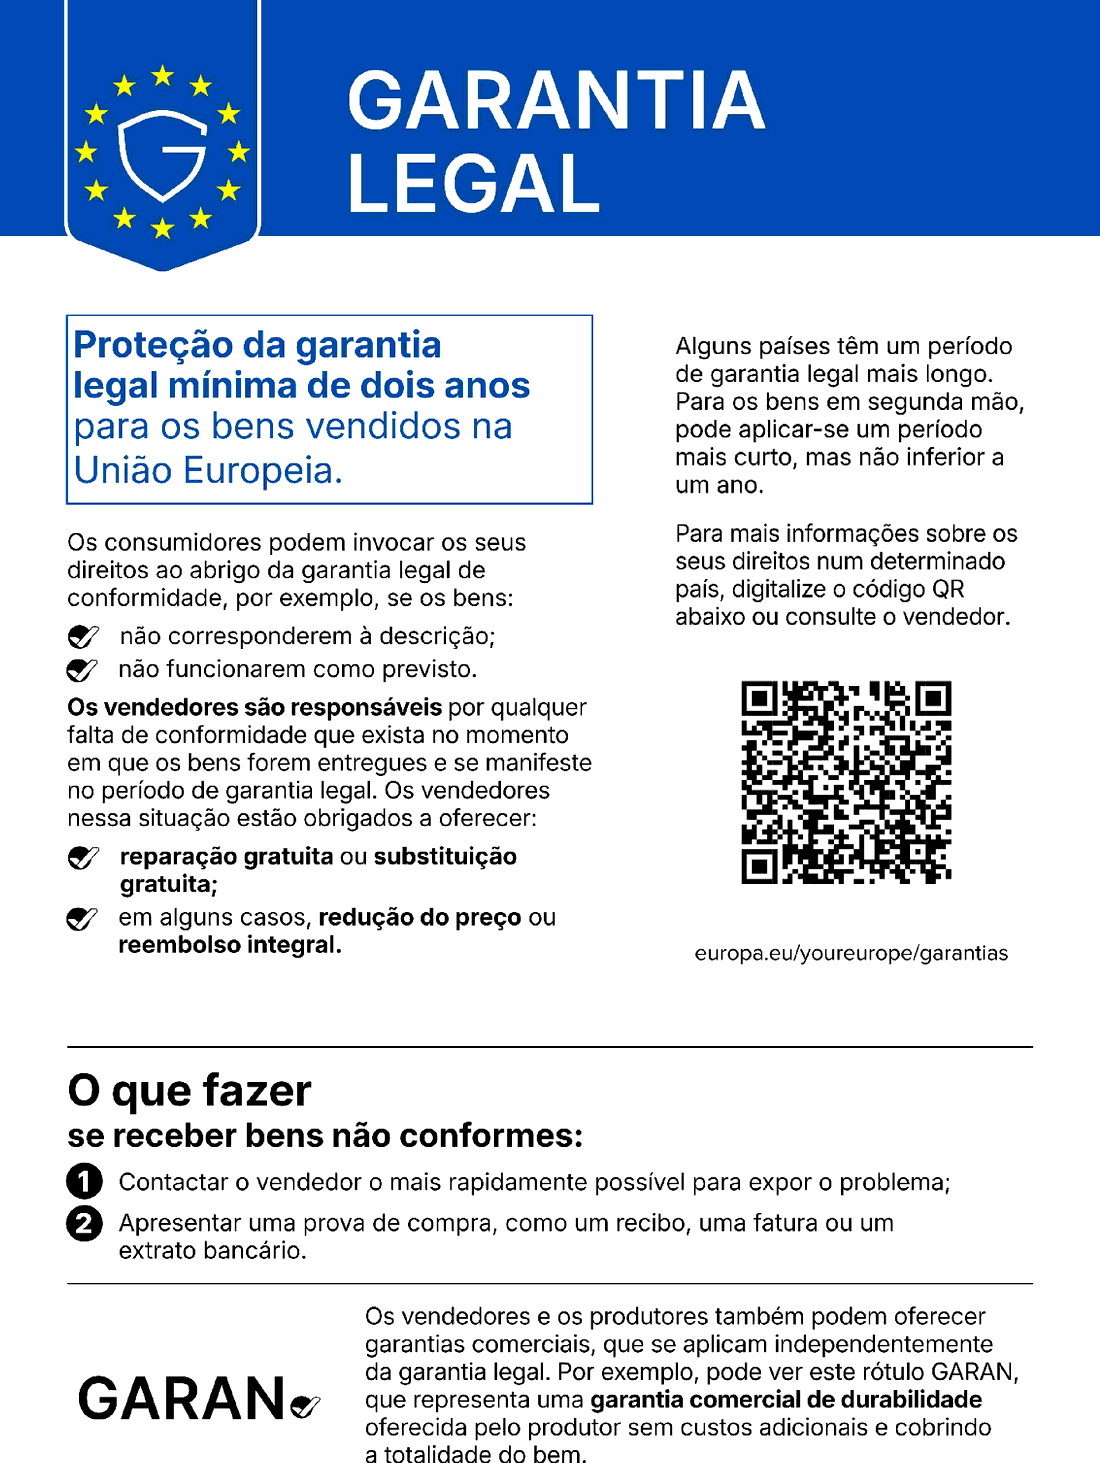 GARANTIA
LEGAL
Proteção da garantia
legal mínima de dois anos
para os bens vendidos na
União Europeia.
Os consumidores podem invocar os seus
direitos ao abrigo da garantia legal de
conformidade, por exemplo, se os bens:
não corresponderem à descrição;
não funcionarem como previsto.
Os vendedores são responsáveis por qualquer
falta de conformidade que exista no momento
em que os bens forem entregues e se manifeste
no período de garantia legal. Os vendedores
nessa situação estão obrigados a oferecer:
reparação gratuita ou substituição
gratuita;
em alguns casos, redução do preço ou
reembolso integral.
Alguns países têm um período
de garantia legal mais longo.
Para os bens em segunda mão,
pode aplicar-se um período
mais curto, mas não inferior a
um ano.
Para mais informações sobre os
seus direitos num determinado
país, digitalize o código QR
abaixo ou consulte o vendedor.
europa.eu/youreurope/garantias
O que fazer
se receber bens não conformes:
1 Contactar o vendedor o mais rapidamente possível para expor o problema;
2 Apresentar uma prova de compra, como um recibo, uma fatura ou um
extrato bancário.
GARAN
Os vendedores e os produtores também podem oferecer
garantias comerciais, que se aplicam independentemente
da garantia legal. Por exemplo, pode ver este rótulo GARAN,
que representa uma garantia comercial de durabilidade
oferecida pelo produtor sem custos adicionais e cobrindo
a totalidade do bem.